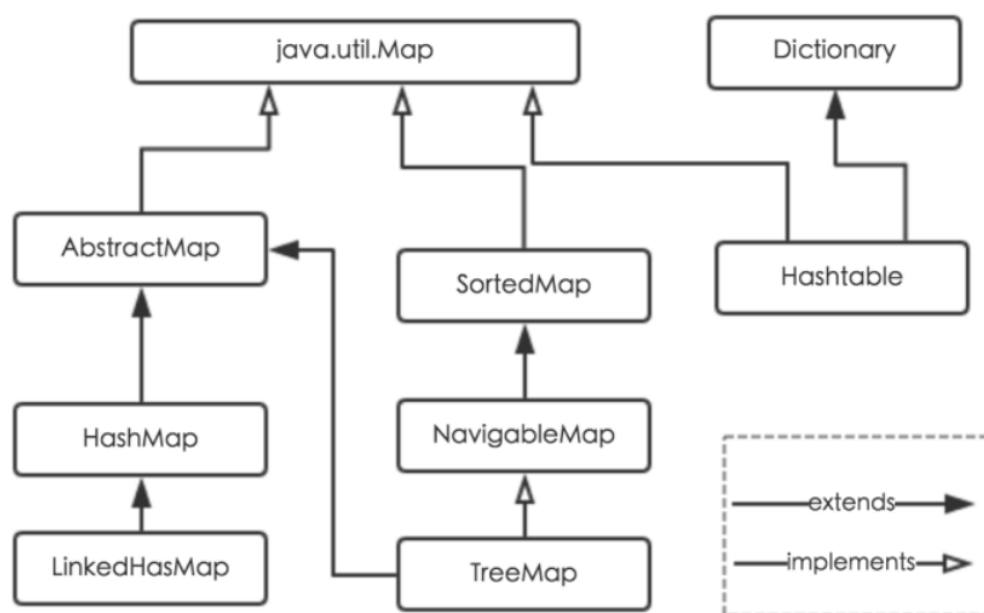 java.util.Map
Dictionary
AbstractMap
SortedMap
Hashtable
HashMap
NavigableMap
extends
implements
LinkedHasMap
TreeMap